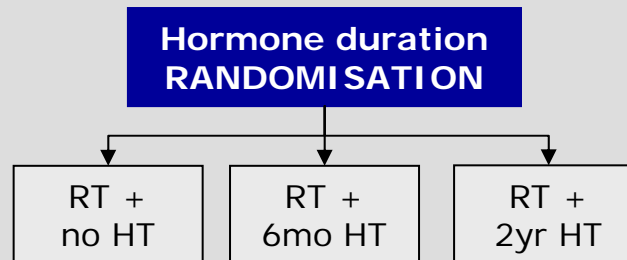 Hormone duration
RANDOMISATION
RT +
no HT
RT +
6mo HT
RT +
2yr HT